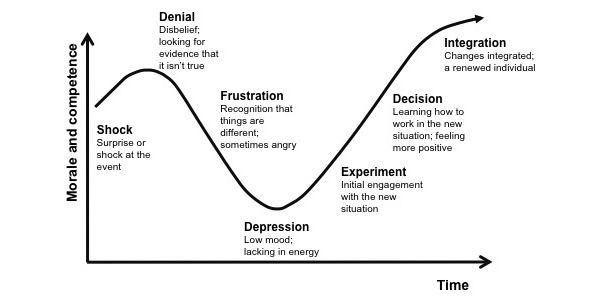 Denial
Disbelief;
looking for
evidence that
it isn't true
Integration
Changes integrated;
a renewed individual
Frustration
Recognition that
things are
different;
sometimes angry
Decision
Learning how to
work in the new
situation; feeling
more positive
Shock
Surprise or
shock at the
event
Experiment
Initial engagement
with the new
situation
Depression
Low mood;
lacking in energy
Morale and competence
Time